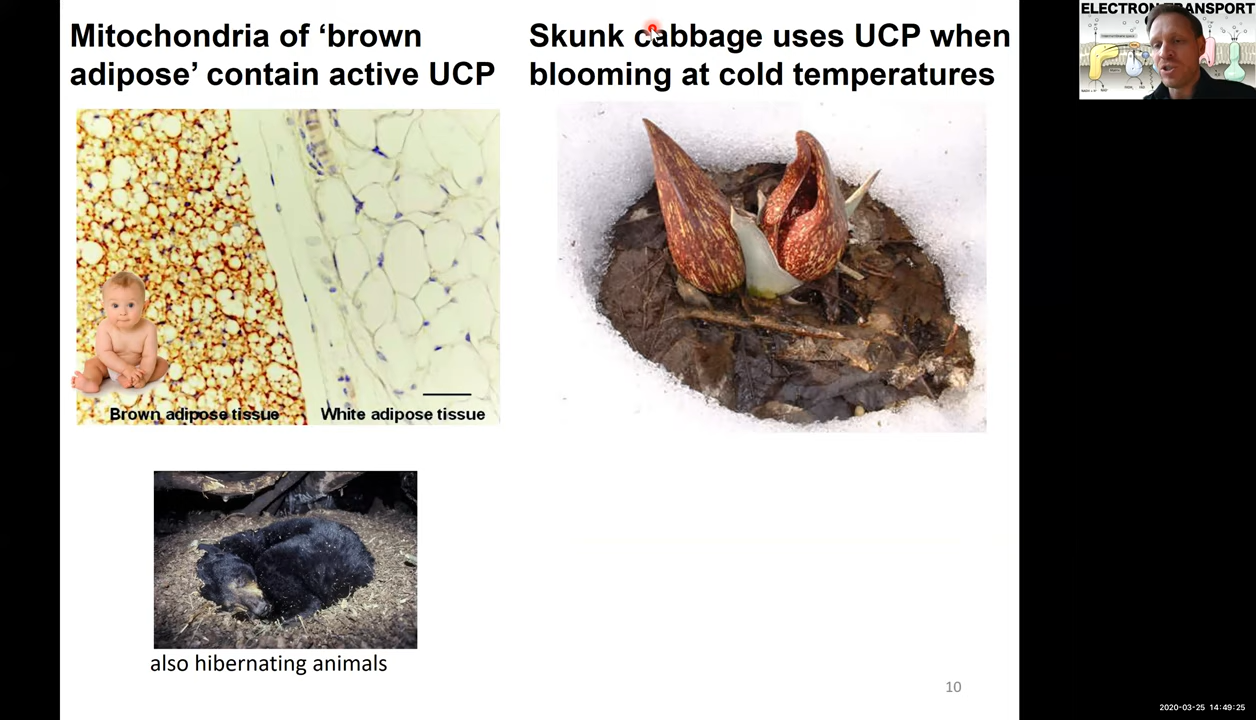 Mitochondria of ‘brown
adipose’ contain active UCP
Skunk cabbage uses UCP when
blooming at cold temperatures
ELECTRON TRANSPORT
Brown adipose tissue
White adipose tissue
also hibernating animals
10
2020-03-25 14:49:25